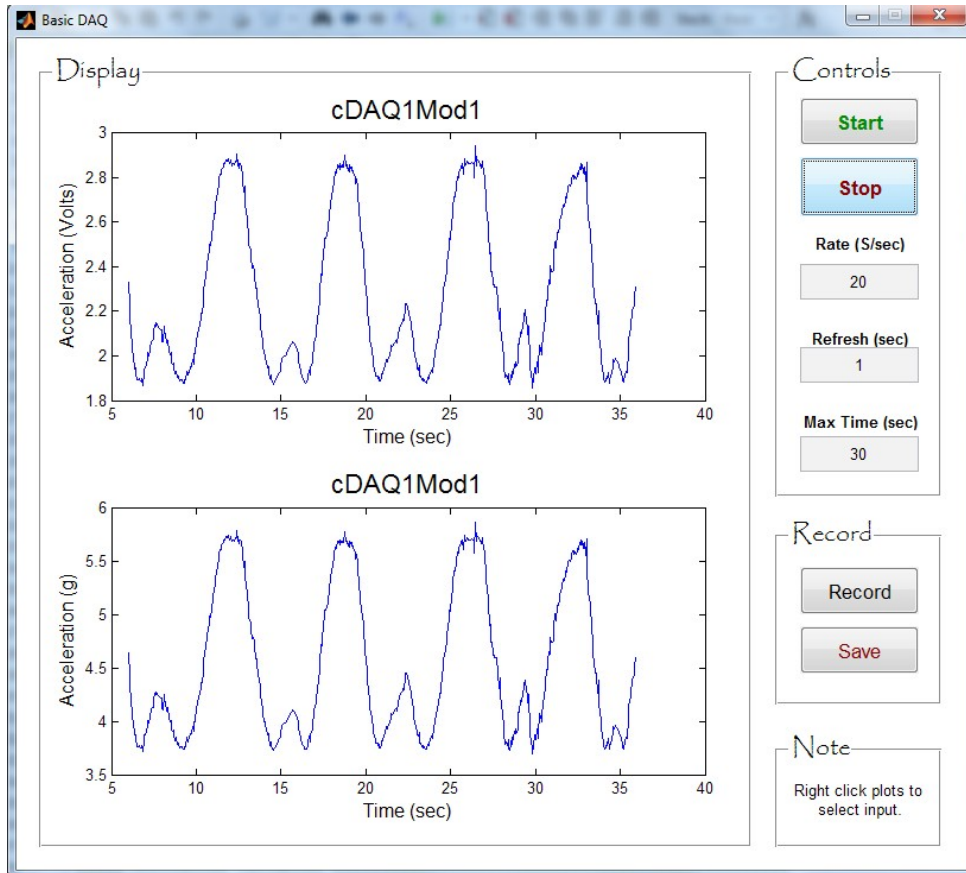 Basic DAQ
Display
cDAQ1Mod1
3
2.8
2.6
2.4
2.2
2
1.8
Acceleration (Volts)
5 10 15 20 25 30 35 40
Time (sec)
cDAQ1Mod1
6
5.5
5
4.5
4
3.5
Acceleration (g)
5 10 15 20 25 30 35 40
Time (sec)
Controls
Start
Stop
Rate (S/sec)
20
Refresh (sec)
1
Max Time (sec)
30
Record
Record
Save
Note
Right click plots to
select input.